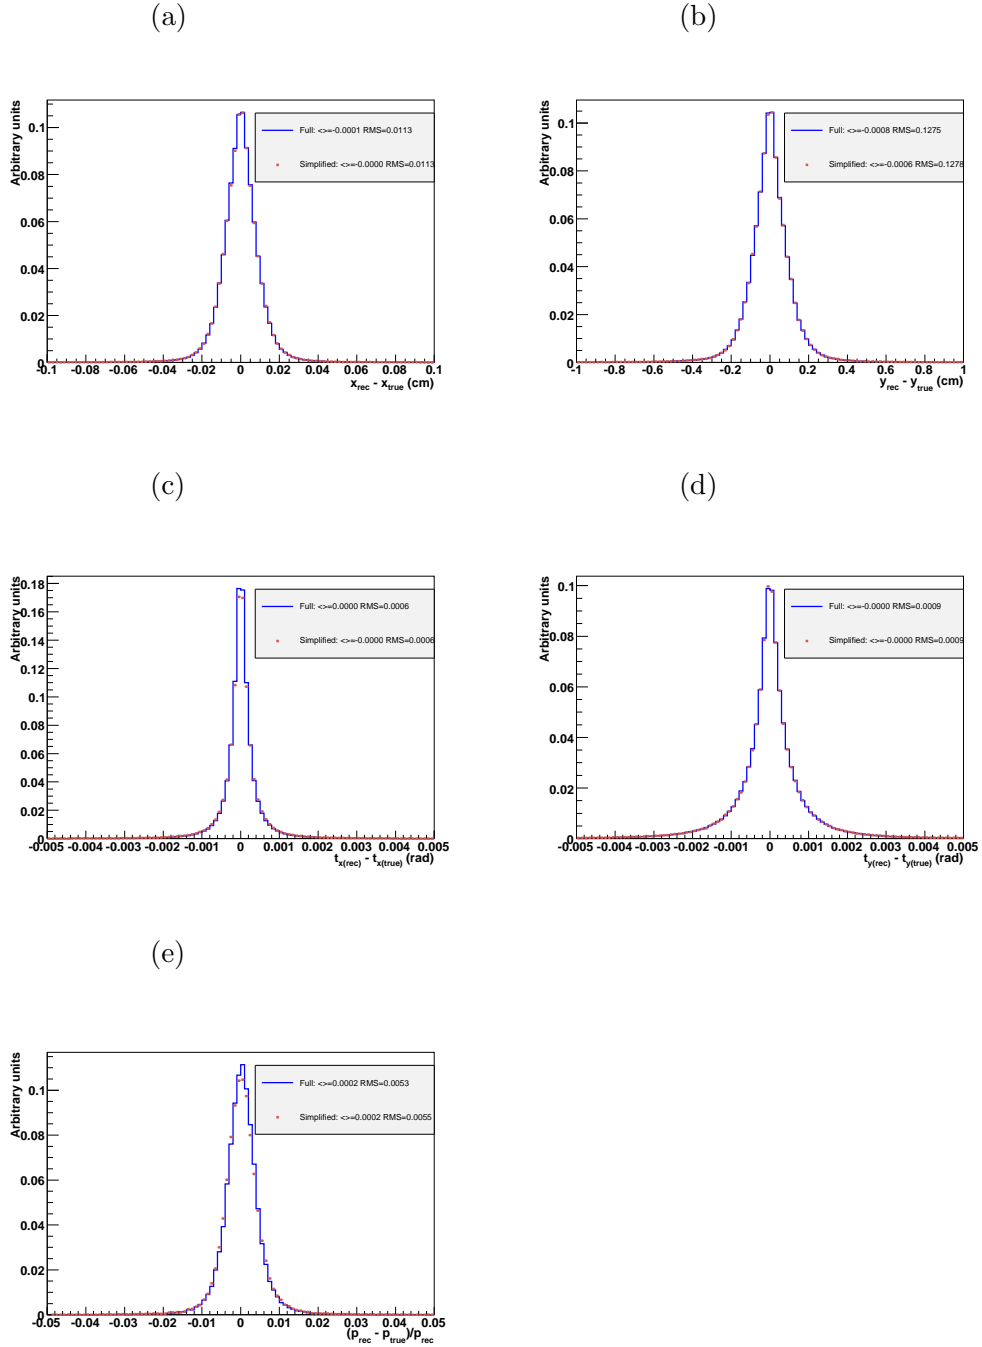 (a)
Arbitrary units
Full: <>=-0.0001 RMS=0.0113
Simplified: <>=-0.0000 RMS=0.0113
0.1
0.08
0.06
0.04
0.02
0
-0.1 -0.08 -0.06 -0.04 -0.02 0 0.02 0.04 0.06 0.08 0.1
x_rec - x_true (cm)
(b)
Arbitrary units
Full: <>=-0.0008 RMS=0.1275
Simplified: <>=-0.0006 RMS=0.1278
0.1
0.08
0.06
0.04
0.02
0
-1 -0.8 -0.6 -0.4 -0.2 0 0.2 0.4 0.6 0.8 1
y_rec - y_true (cm)
(c)
Arbitrary units
Full: <>=0.0000 RMS=0.0006
Simplified: <>=-0.0000 RMS=0.0006
0.18
0.16
0.14
0.12
0.1
0.08
0.06
0.04
0.02
0
-0.005 -0.004 -0.003 -0.002 -0.001 0 0.001 0.002 0.003 0.004 0.005
t_x(rec) - t_x(true) (rad)
(d)
Arbitrary units
Full: <>=-0.0000 RMS=0.0009
Simplified: <>=-0.0000 RMS=0.0009
0.1
0.08
0.06
0.04
0.02
0
-0.005 -0.004 -0.003 -0.002 -0.001 0 0.001 0.002 0.003 0.004 0.005
t_y(rec) - t_y(true) (rad)
(e)
Arbitrary units
Full: <>=0.0002 RMS=0.0053
Simplified: <>=0.0002 RMS=0.0055
0.1
0.08
0.06
0.04
0.02
0
-0.05 -0.04 -0.03 -0.02 -0.01 0 0.01 0.02 0.03 0.04 0.05
(p_rec - p_true)/p_rec